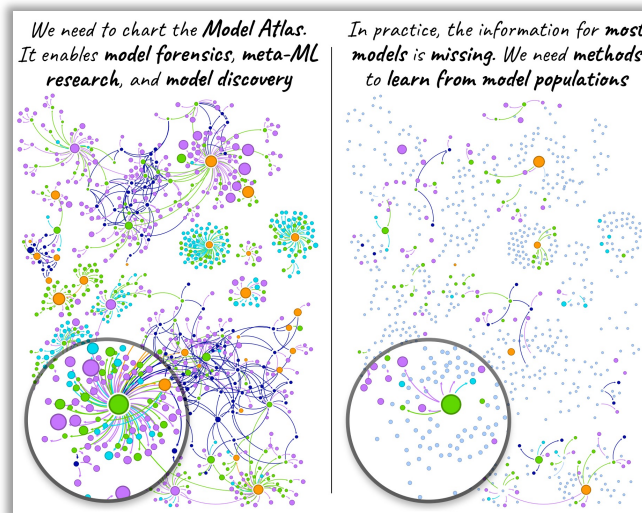 We need to chart the Model Atlas.
It enables model forensics, meta-ML
research, and model discovery
In practice, the information for most
models is missing. We need methods
to learn from model populations